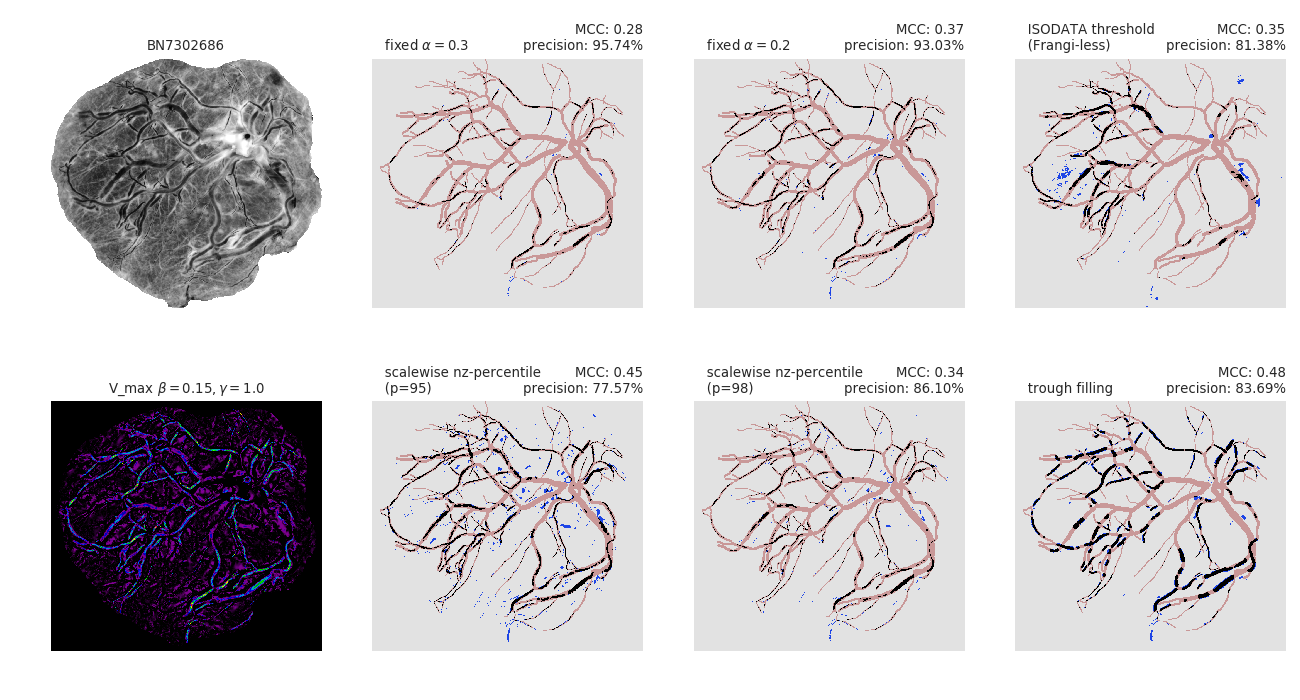 BN7302686
fixed α = 0.3
MCC: 0.28
precision: 95.74%
fixed α = 0.2
MCC: 0.37
precision: 93.03%
ISODATA threshold
(Frangi-less)
MCC: 0.35
precision: 81.38%
V_max β = 0.15, γ = 1.0
scalewise nz-percentile
(p=95)
MCC: 0.45
precision: 77.57%
scalewise nz-percentile
(p=98)
MCC: 0.34
precision: 86.10%
trough filling
MCC: 0.48
precision: 83.69%